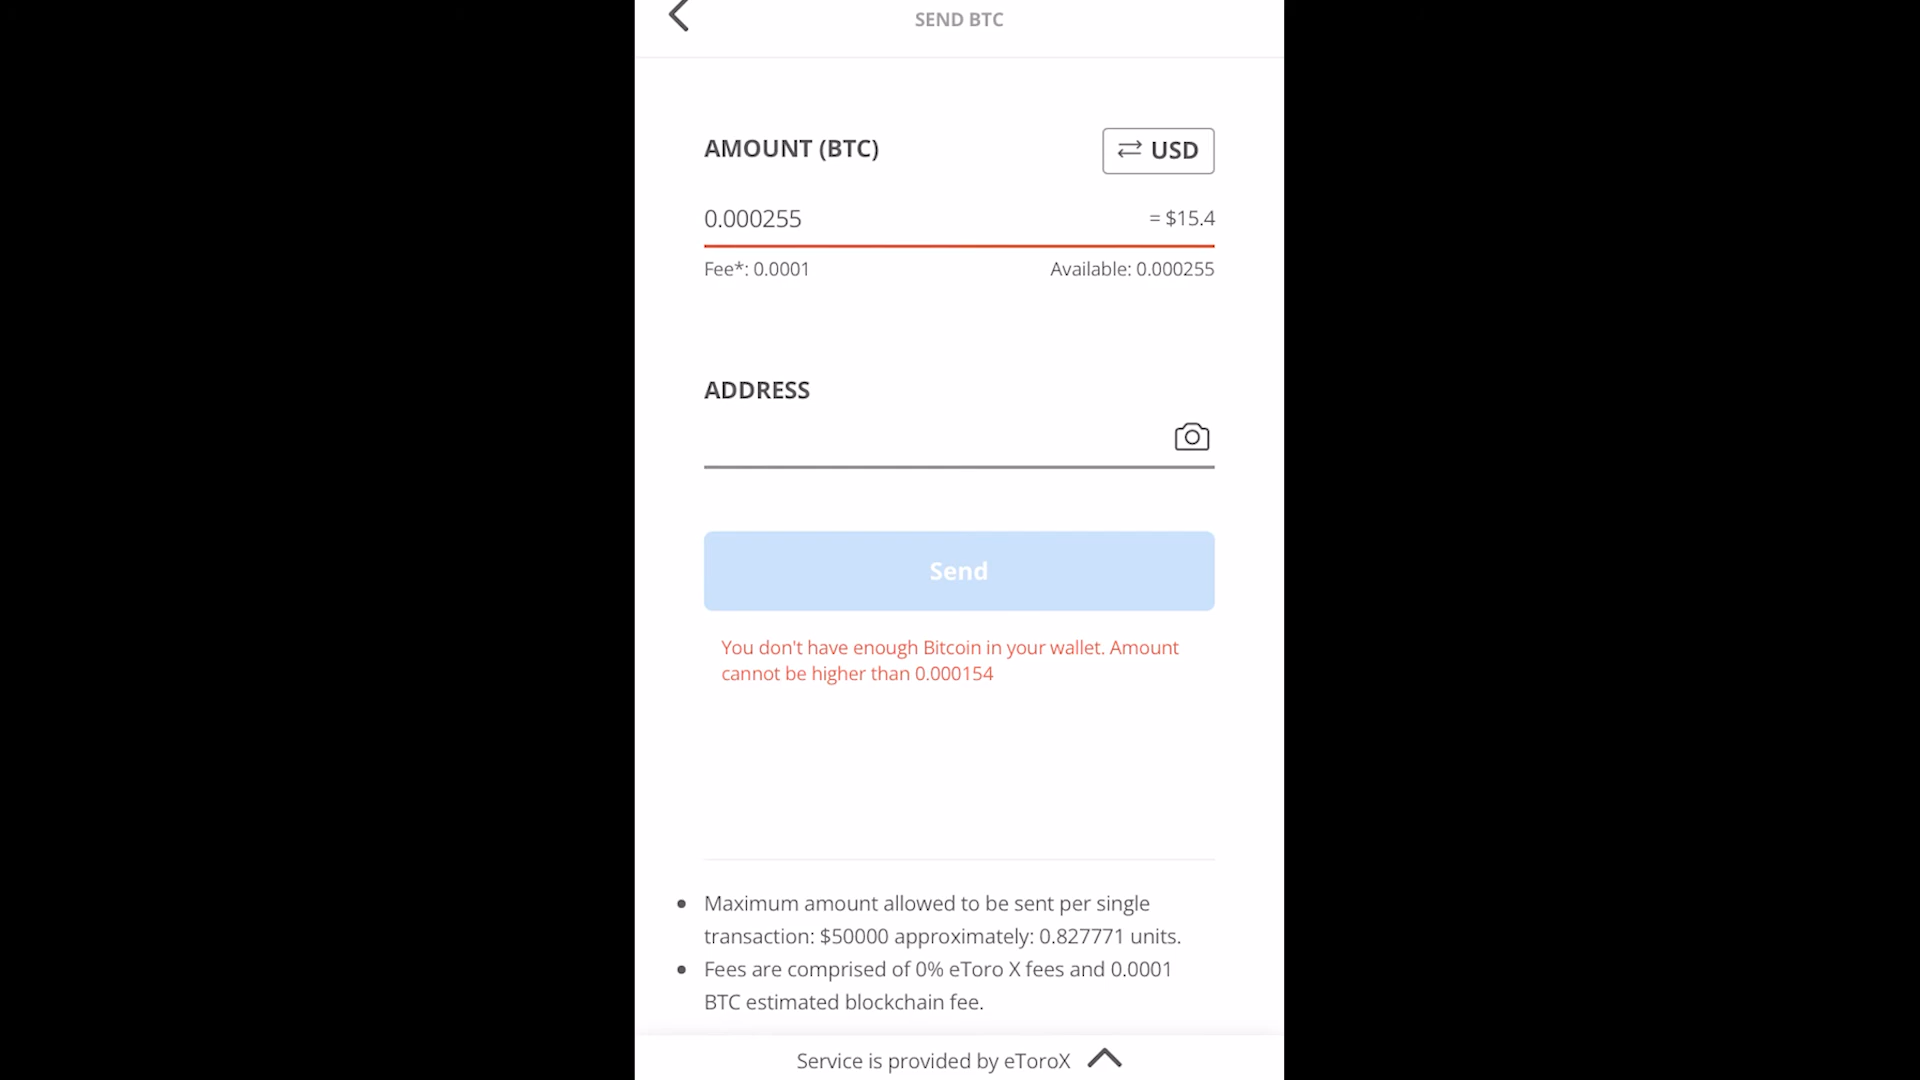 SEND BTC
AMOUNT (BTC)
USD
0.000255
= $15.4
Fee*: 0.0001
Available: 0.000255
ADDRESS
Send
You don't have enough Bitcoin in your wallet. Amount
cannot be higher than 0.000154
Maximum amount allowed to be sent per single
transaction: $50000 approximately: 0.827771 units.
Fees are comprised of 0% eToro X fees and 0.0001
BTC estimated blockchain fee.
Service is provided by eToroX